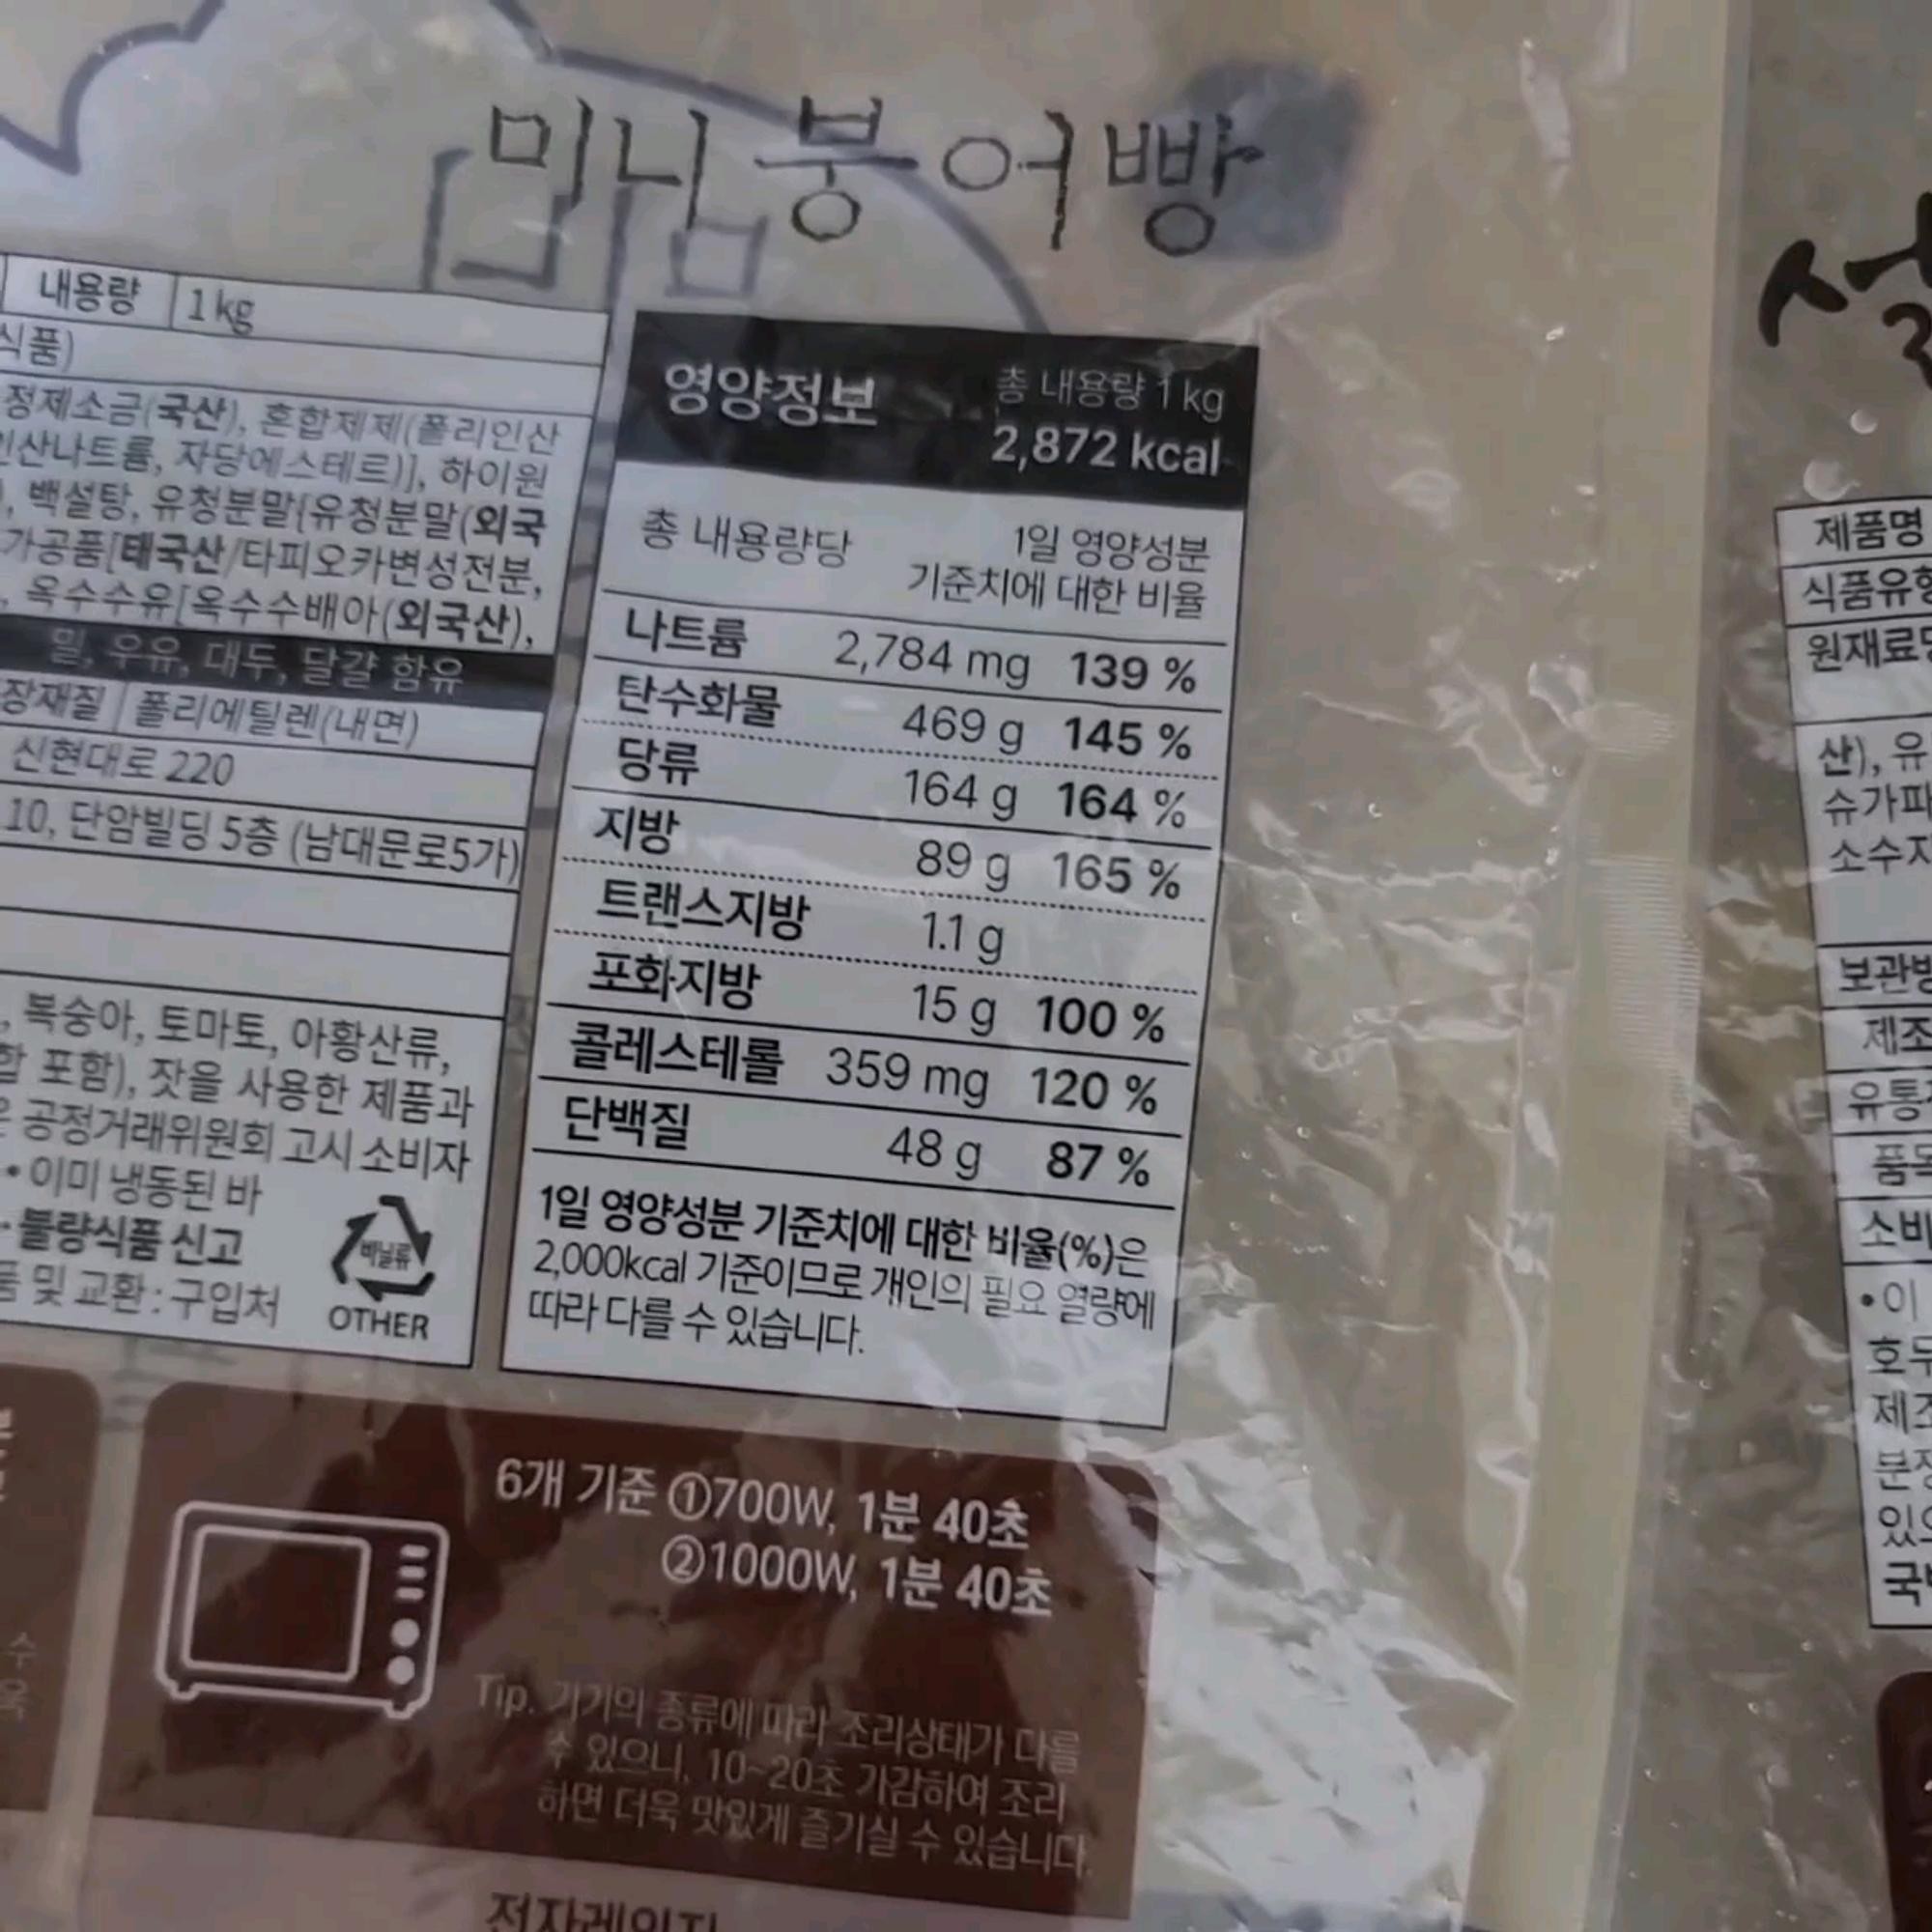 미니붕어빵
내용량 1 kg
식품)
정제소금(국산), 혼합제제(폴리인산
인산나트륨, 자당에스테르)], 하이원
, 백설탕, 유청분말{유청분말(외국
가공품[태국산/타피오카변성전분,
, 옥수수유[옥수수배아(외국산),
밀, 우유, 대두, 달걀 함유
장재질 폴리에틸렌(내면)
신현대로 220
10, 단암빌딩 5층 (남대문로5가)
, 복숭아, 토마토, 아황산류,
합 포함), 잣을 사용한 제품과
은 공정거래위원회 고시 소비자
• 이미 냉동된 바
· 불량식품 신고
품 및 교환 : 구입처
비닐류
OTHER
영양정보
총 내용량 1 kg
2,872 kcal
총 내용량당 1일 영양성분
기준치에 대한 비율
나트륨 2,784 mg 139 %
탄수화물 469 g 145 %
당류 164 g 164 %
지방 89 g 165 %
트랜스지방 1.1 g
포화지방 15 g 100 %
콜레스테롤 359 mg 120 %
단백질 48 g 87 %
1일 영양성분 기준치에 대한 비율(%)은
2,000kcal 기준이므로 개인의 필요 열량에
따라 다를 수 있습니다.
6개 기준 ①700W, 1분 40초
②1000W, 1분 40초
Tip. 기기의 종류에 따라 조리상태가 다를
수 있으니, 10~20초 가감하여 조리
하면 더욱 맛있게 즐기실 수 있습니다.
전자레인지
제품명
식품유형
원재료명
산), 유
슈가파
소수지
보관방
제조
유통
품목
소비
• 이
호두
제조
분쟁
있으
국번